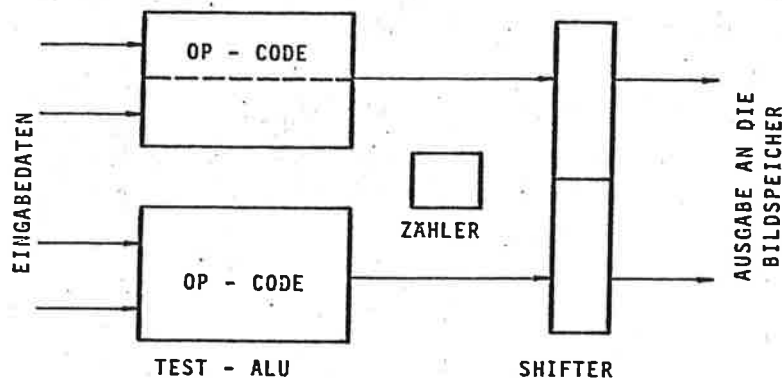 OP - CODE
EINGABEDATEN
ZÄHLER
OP - CODE
TEST - ALU
SHIFTER
AUSGABE AN DIE
BILDSPEICHER